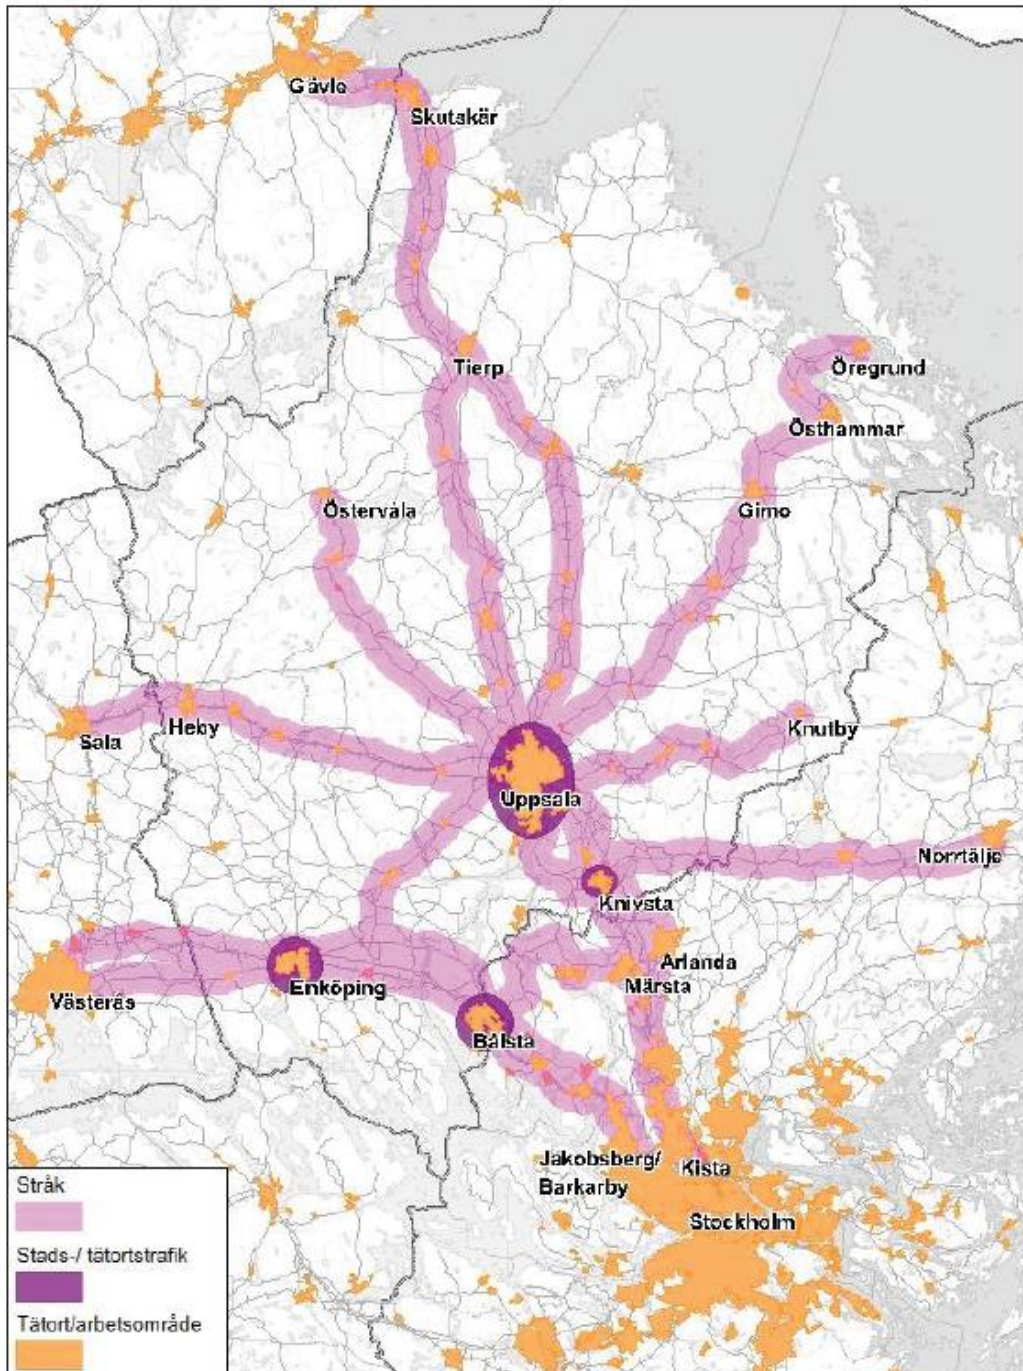 Gävle
Skutskär
Tierp
Öregrund
Östhammar
Östervåla
Gimo
Heby
Sala
Knutby
Uppsala
Norrtälje
Knivsta
Arlanda
Märsta
Enköping
Västerås
Bålsta
Jakobsberg/
Barkarby
Kista
Stockholm
Stråk
Stads-/ tätortstrafik
Tätort/arbetsområde